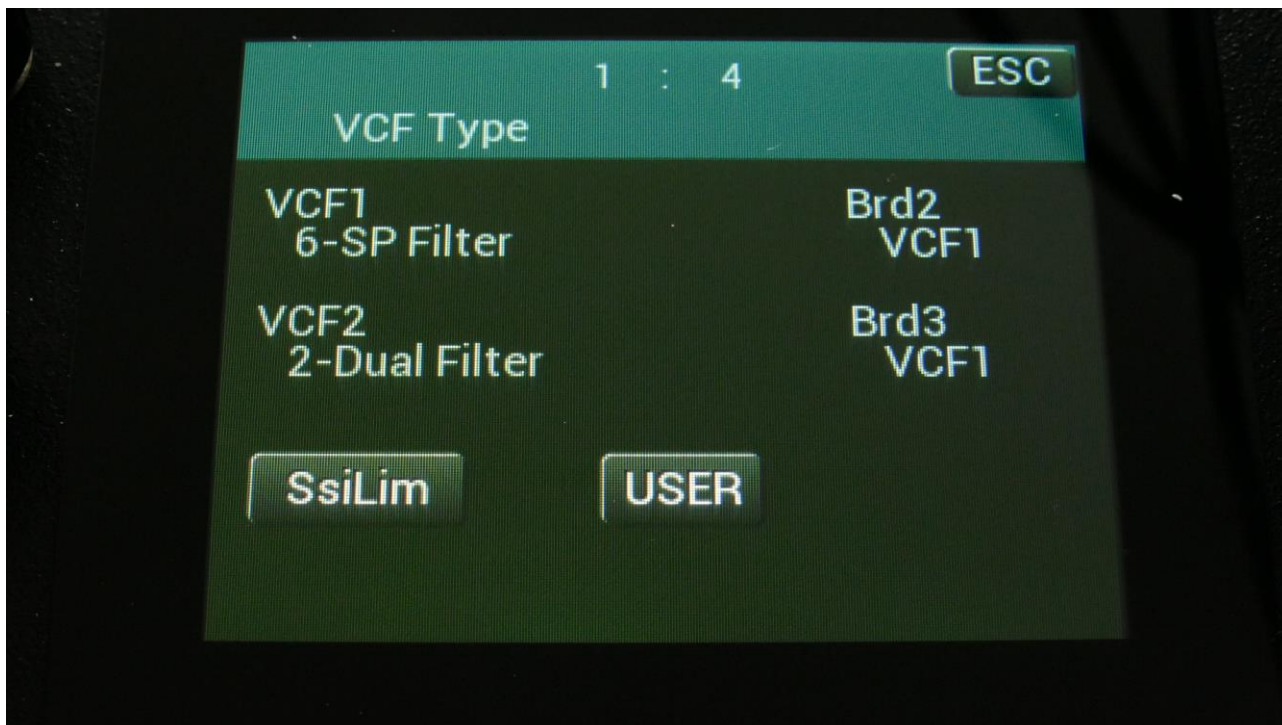 1 : 4
ESC
VCF Type
VCF1
6-SP Filter
Brd2
VCF1
VCF2
2-Dual Filter
Brd3
VCF1
SsiLim
USER